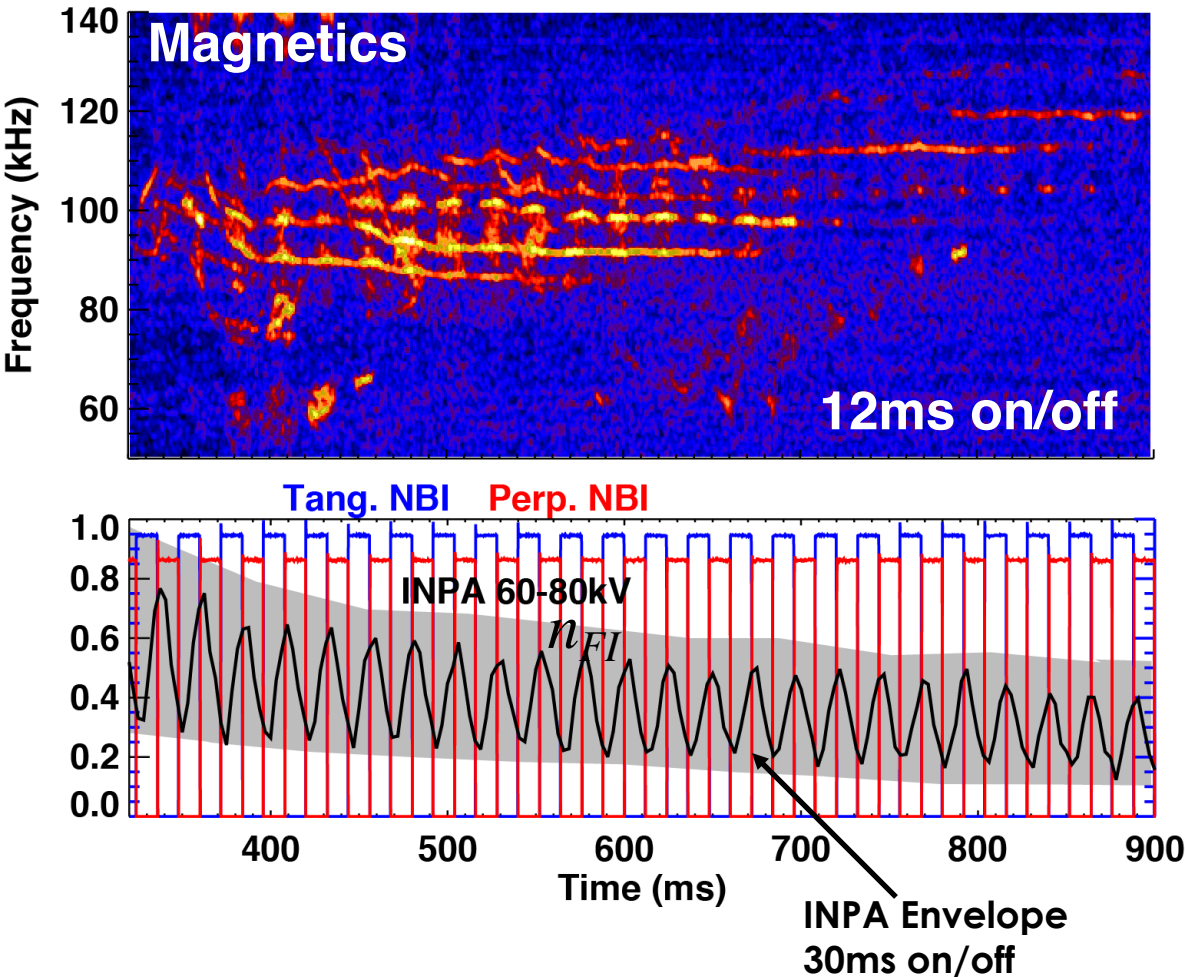 Magnetics
140
120
100
80
60
Frequency (kHz)
12ms on/off
Tang. NBI Perp. NBI
1.0
0.8
0.6
0.4
0.2
0.0
INPA 60-80kV
nFI
400 500 600 700 800 900
Time (ms)
INPA Envelope
30ms on/off